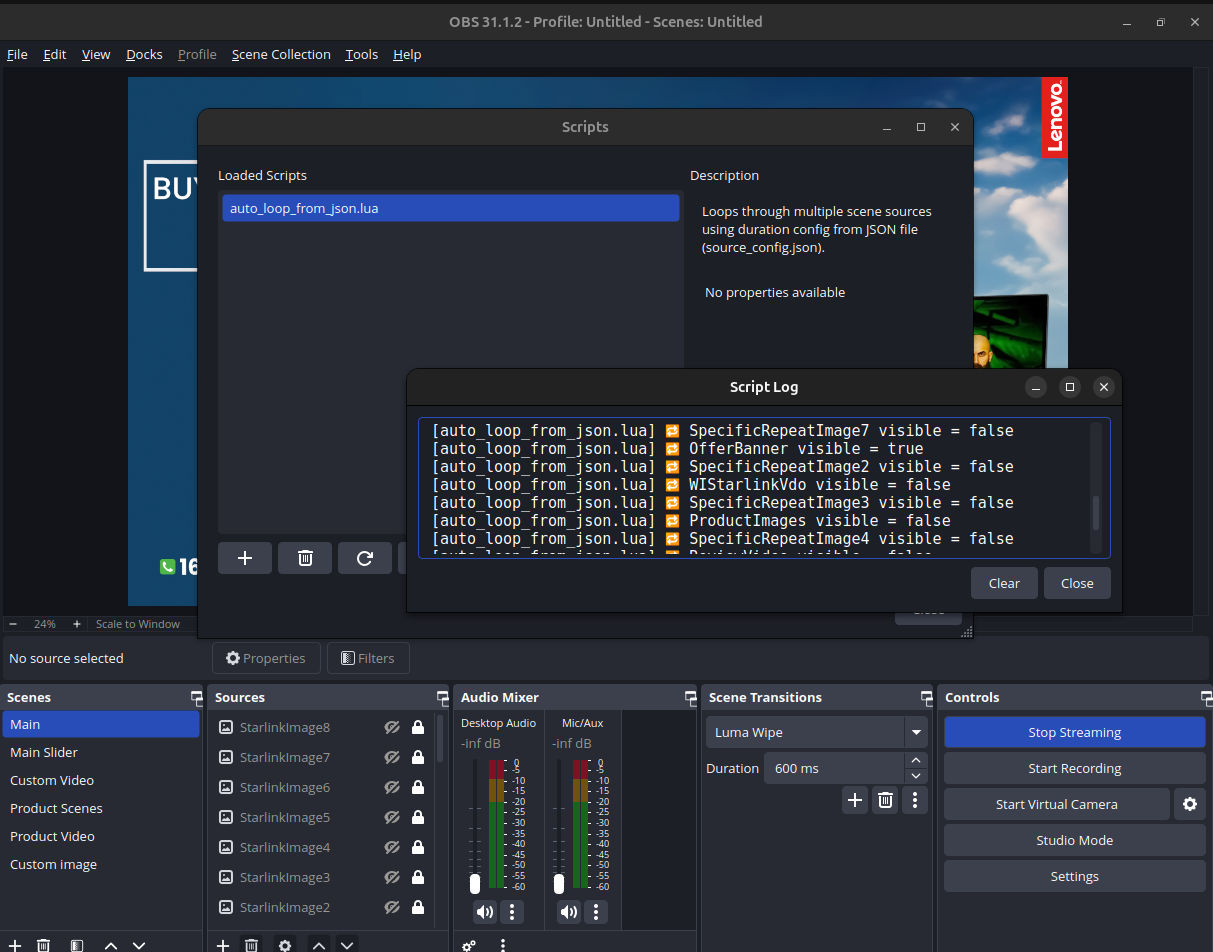 OBS 31.1.2 - Profile: Untitled - Scenes: Untitled
File Edit View Docks Profile Scene Collection Tools Help
Lenovo.
Scripts
Loaded Scripts
auto_loop_from_json.lua
Description
Loops through multiple scene sources
using duration config from JSON file
(source_config.json).
No properties available
Script Log
[auto_loop_from_json.lua] 🔁 SpecificRepeatImage7 visible = false
[auto_loop_from_json.lua] 🔁 OfferBanner visible = true
[auto_loop_from_json.lua] 🔁 SpecificRepeatImage2 visible = false
[auto_loop_from_json.lua] 🔁 WIStarlinkVdo visible = false
[auto_loop_from_json.lua] 🔁 SpecificRepeatImage3 visible = false
[auto_loop_from_json.lua] 🔁 ProductImages visible = false
[auto_loop_from_json.lua] 🔁 SpecificRepeatImage4 visible = false
Clear Close
24% Scale to Window
No source selected
Properties Filters
Scenes
Main
Main Slider
Custom Video
Product Scenes
Product Video
Custom image
Sources
StarlinkImage8
StarlinkImage7
StarlinkImage6
StarlinkImage5
StarlinkImage4
StarlinkImage3
StarlinkImage2
Audio Mixer
Desktop Audio
-inf dB
0
-5
-10
-15
-20
-25
-30
-35
-40
-45
-50
-55
-60
Mic/Aux
-inf dB
0
-5
-10
-15
-20
-25
-30
-35
-40
-45
-50
-55
-60
Scene Transitions
Luma Wipe
Duration 600 ms
Controls
Stop Streaming
Start Recording
Start Virtual Camera
Studio Mode
Settings